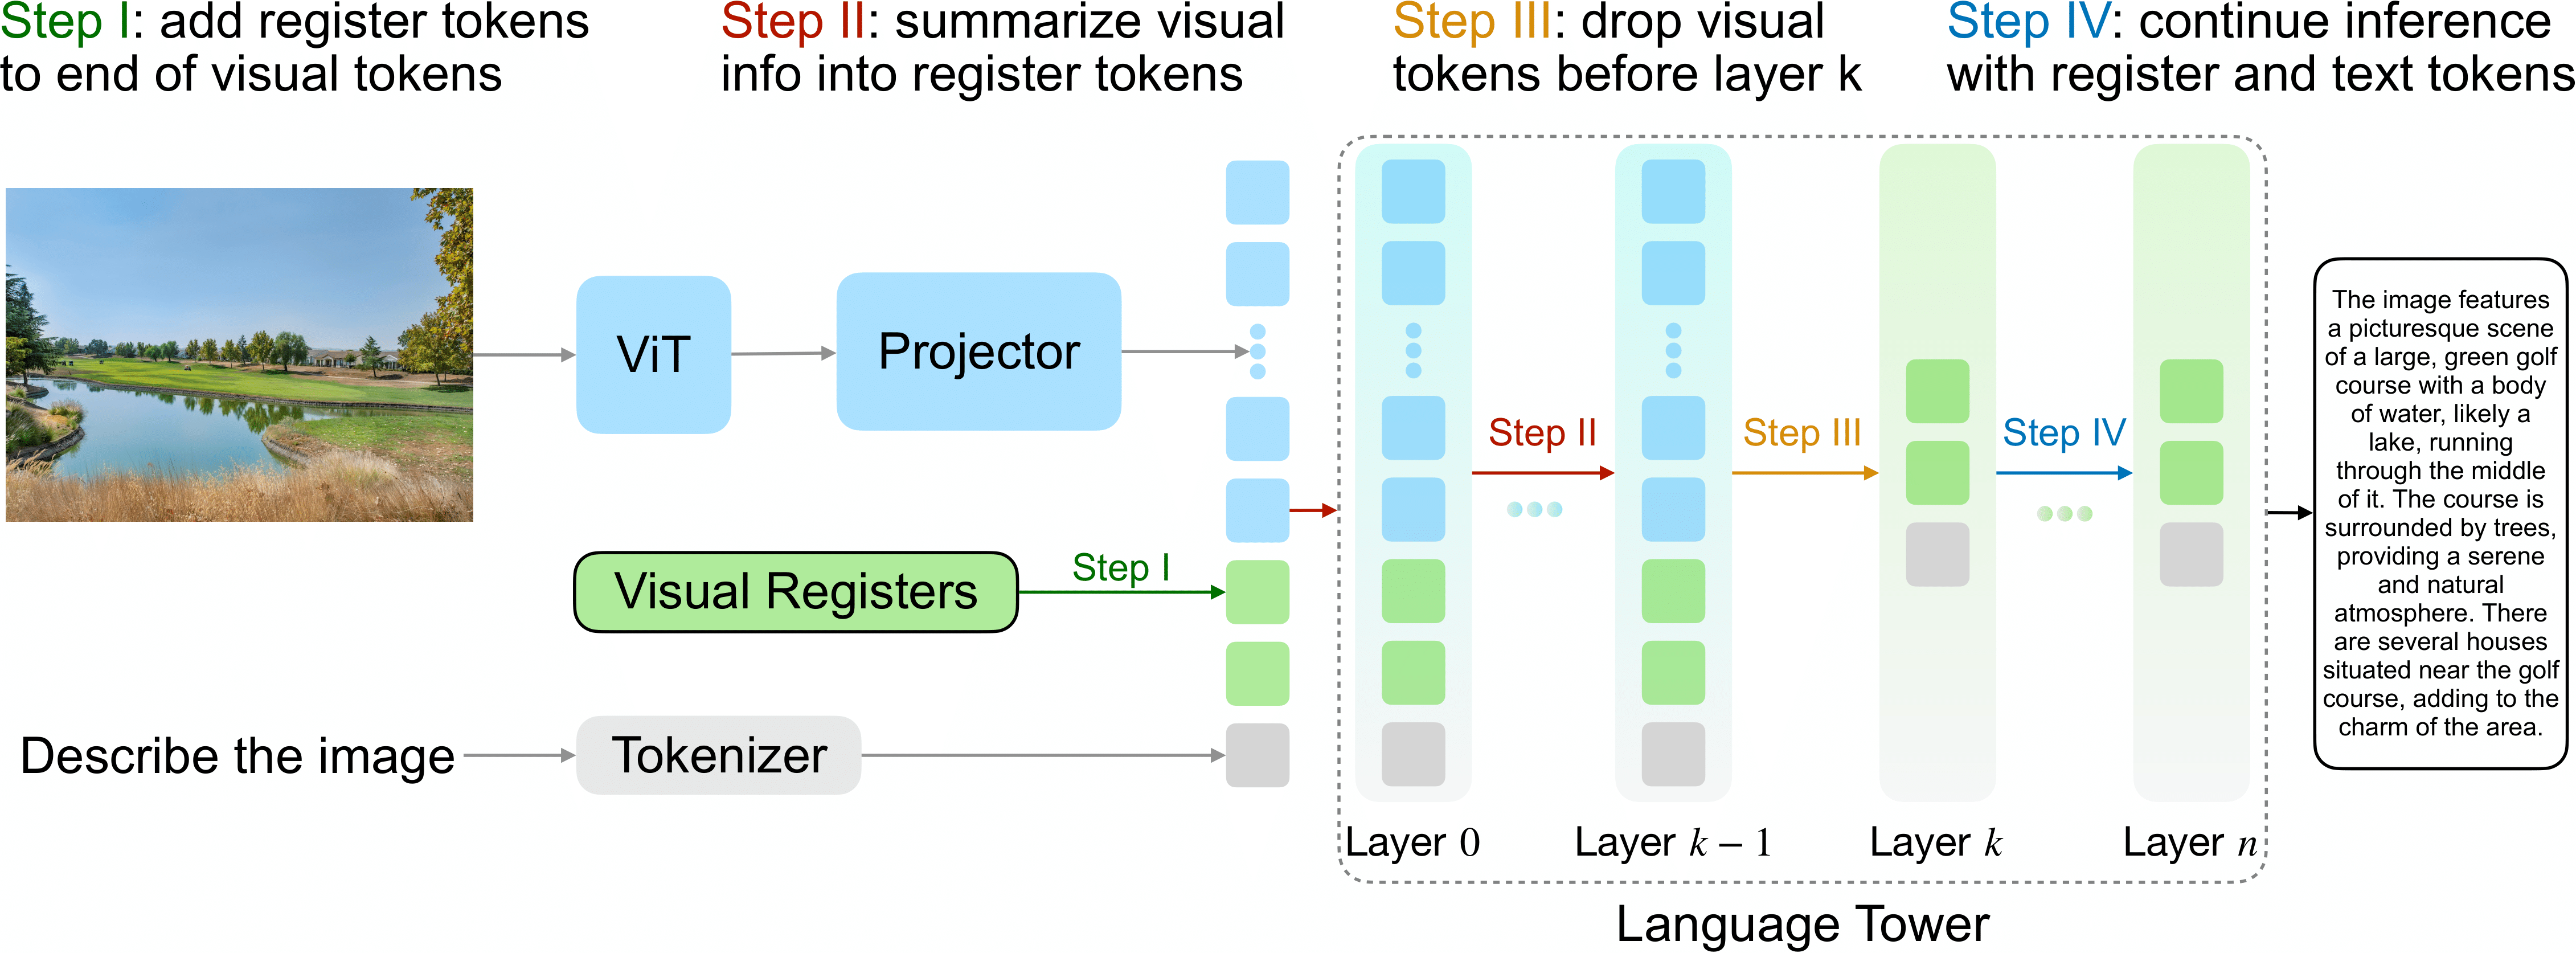 Step I: add register tokens
to end of visual tokens
Step II: summarize visual
info into register tokens
Step III: drop visual
tokens before layer k
Step IV: continue inference
with register and text tokens
ViT
Projector
Visual Registers
Step I
Describe the image
Tokenizer
Step II
Step III
Step IV
Layer 0
Layer k − 1
Layer k
Layer n
Language Tower
The image features
a picturesque scene
of a large, green golf
course with a body
of water, likely a
lake, running
through the middle
of it. The course is
surrounded by trees,
providing a serene
and natural
atmosphere. There
are several houses
situated near the golf
course, adding to the
charm of the area.